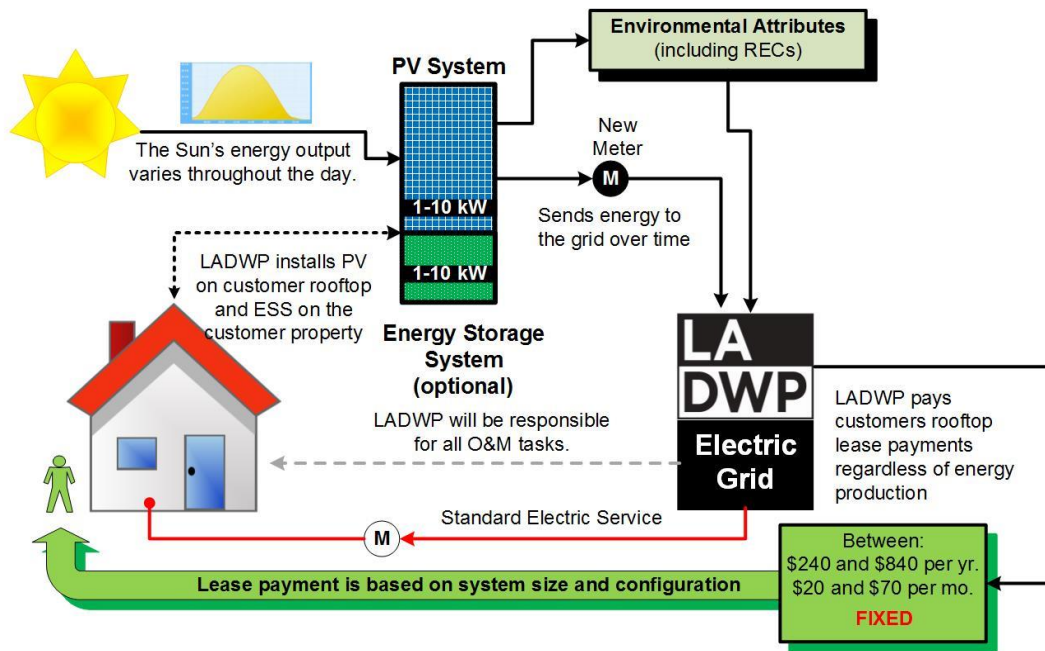 Environmental Attributes
(including RECs)
PV System
The Sun's energy output
varies throughout the day.
New
Meter
M
1-10 kW
Sends energy to
the grid over time
1-10 kW
LADWP installs PV
on customer rooftop
and ESS on the
customer property
Energy Storage
System
(optional)
LADWP will be responsible
for all O&M tasks.
LA
DWP
Electric
Grid
LADWP pays
customers rooftop
lease payments
regardless of energy
production
Standard Electric Service
M
Between:
$240 and $840 per yr.
$20 and $70 per mo.
FIXED
Lease payment is based on system size and configuration